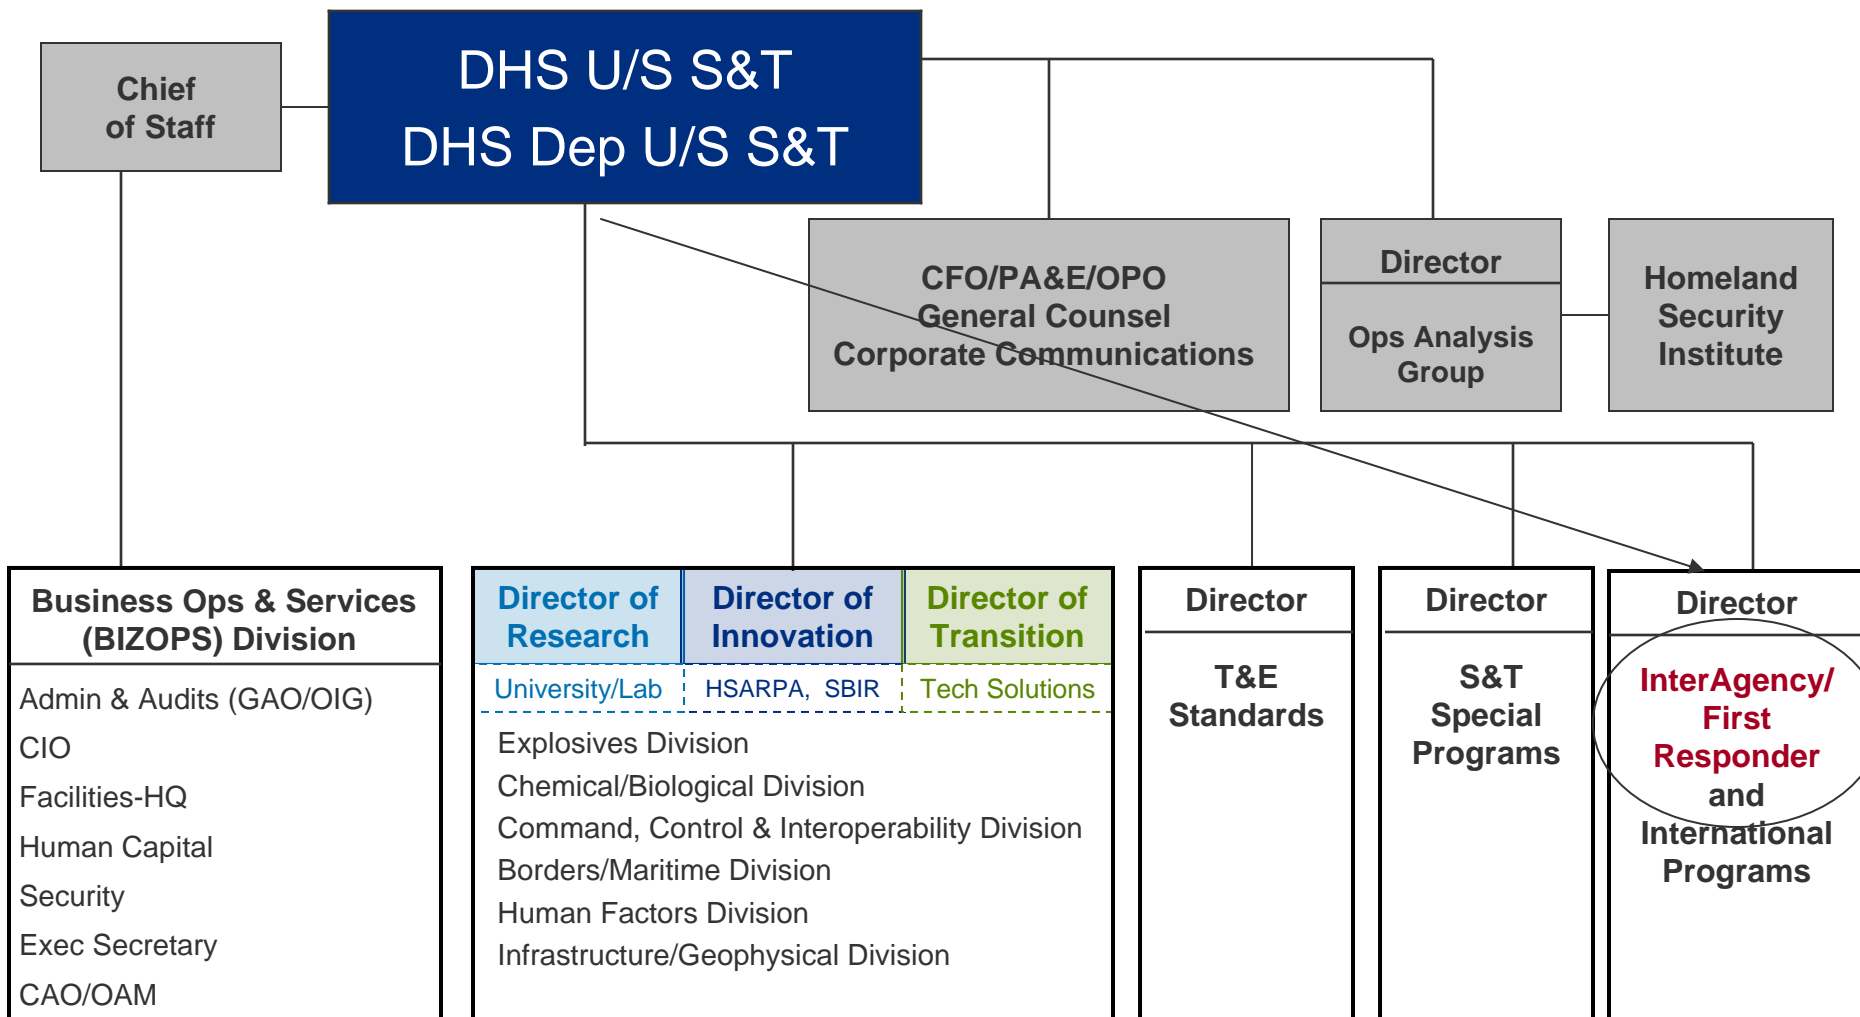 Chief
of Staff
DHS U/S S&T
DHS Dep U/S S&T
CFO/PA&E/OPO
General Counsel
Corporate Communications
Director
Ops Analysis
Group
Homeland
Security
Institute
Business Ops & Services
(BIZOPS) Division
Admin & Audits (GAO/OIG)
CIO
Facilities-HQ
Human Capital
Security
Exec Secretary
CAO/OAM
Director of
Research
Director of
Innovation
Director of
Transition
University/Lab
HSARPA, SBIR
Tech Solutions
Explosives Division
Chemical/Biological Division
Command, Control & Interoperability Division
Borders/Maritime Division
Human Factors Division
Infrastructure/Geophysical Division
Director
T&E
Standards
Director
S&T
Special
Programs
Director
InterAgency/
First
Responder
and
International
Programs